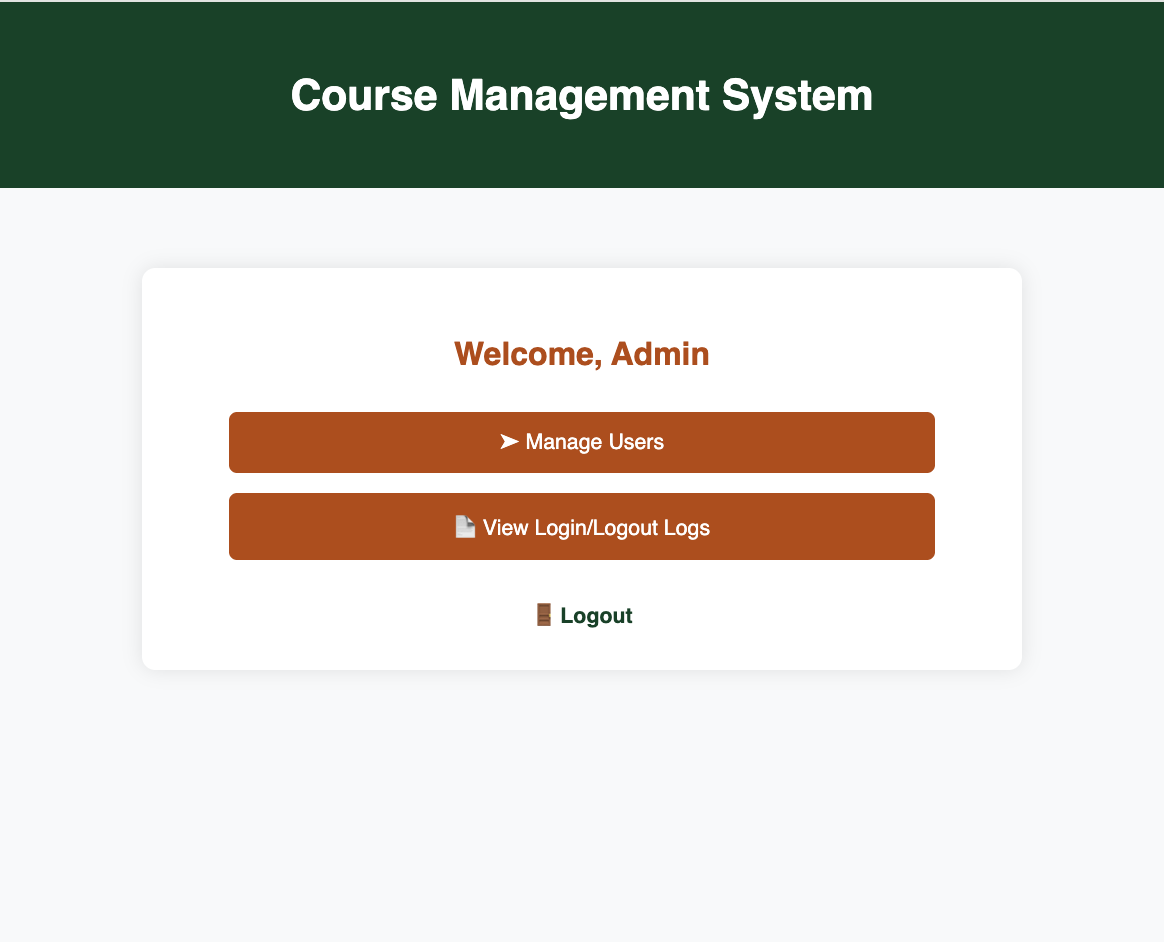 Course Management System
Welcome, Admin
➤ Manage Users
📄 View Login/Logout Logs
🚪 Logout